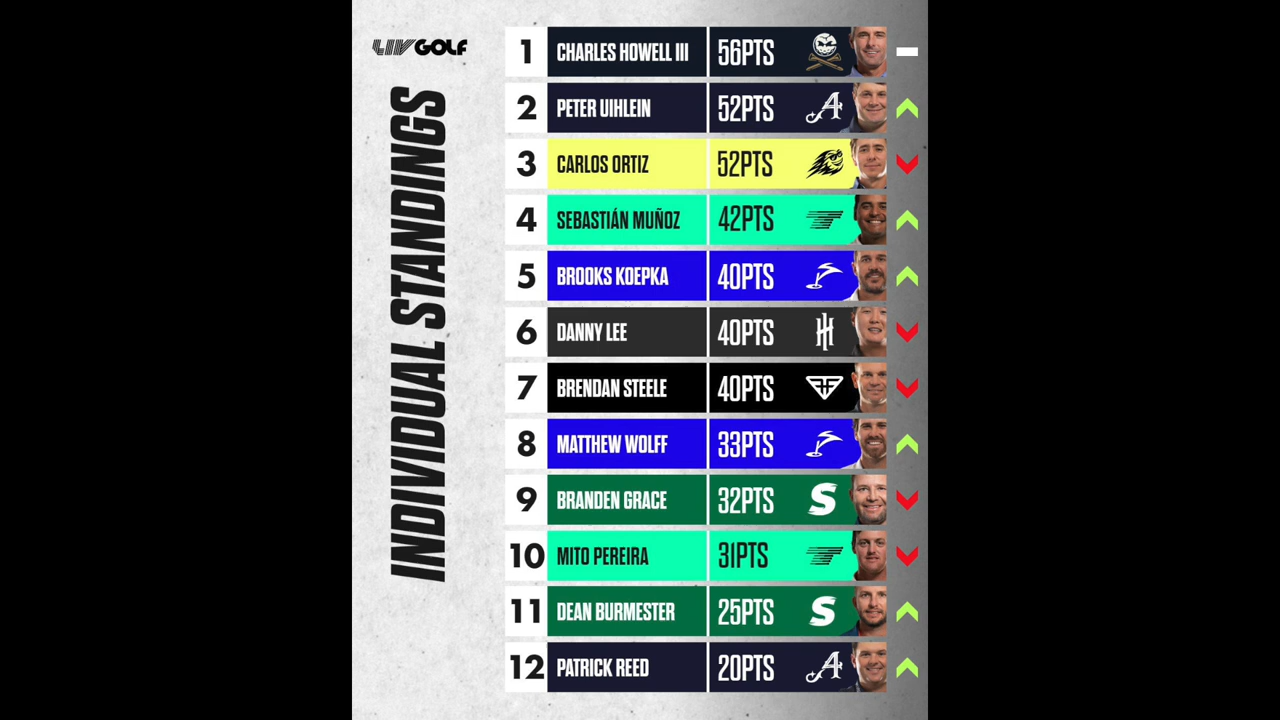 LIV GOLF
INDIVIDUAL STANDINGS
1 CHARLES HOWELL III 56PTS
2 PETER UIHLEIN 52PTS A
3 CARLOS ORTIZ 52PTS
4 SEBASTIÁN MUÑOZ 42PTS
5 BROOKS KOEPKA 40PTS
6 DANNY LEE 40PTS
7 BRENDAN STEELE 40PTS
8 MATTHEW WOLFF 33PTS
9 BRANDEN GRACE 32PTS S
10 MITO PEREIRA 31PTS
11 DEAN BURMESTER 25PTS S
12 PATRICK REED 20PTS A